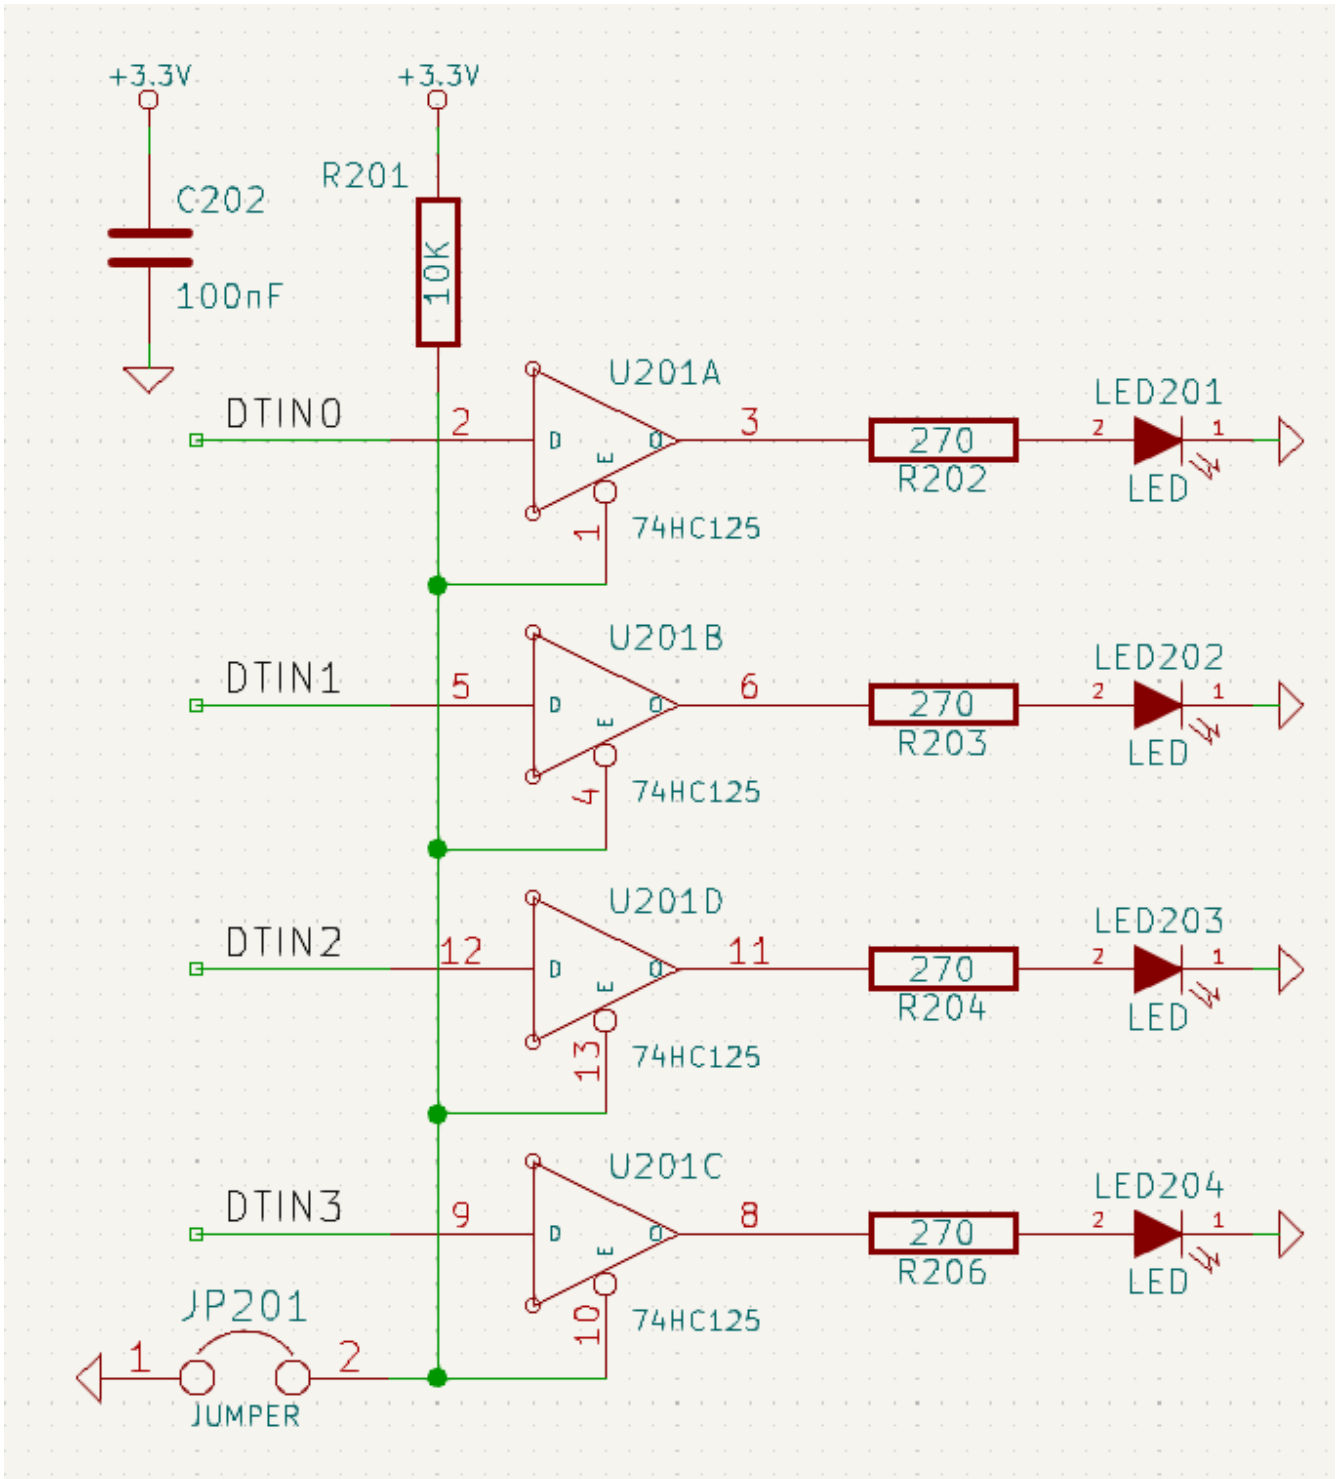 +3.3V
+3.3V
R201
C202
10K
100nF
U201A
LED201
DTIN0
2
D
O
E
3
270
R202
2
1
LED
1
74HC125
U201B
LED202
DTIN1
5
D
O
E
6
270
R203
2
1
LED
4
74HC125
U201D
LED203
DTIN2
12
D
O
E
11
270
R204
2
1
LED
13
74HC125
U201C
LED204
DTIN3
9
D
O
E
8
270
R206
2
1
LED
10
74HC125
JP201
1
2
JUMPER